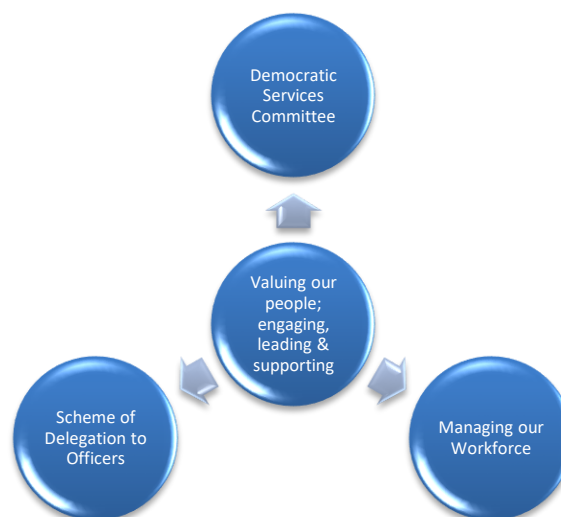 Democratic
Services
Committee
Valuing our
people;
engaging,
leading &
supporting
Scheme of
Delegation to
Officers
Managing our
Workforce